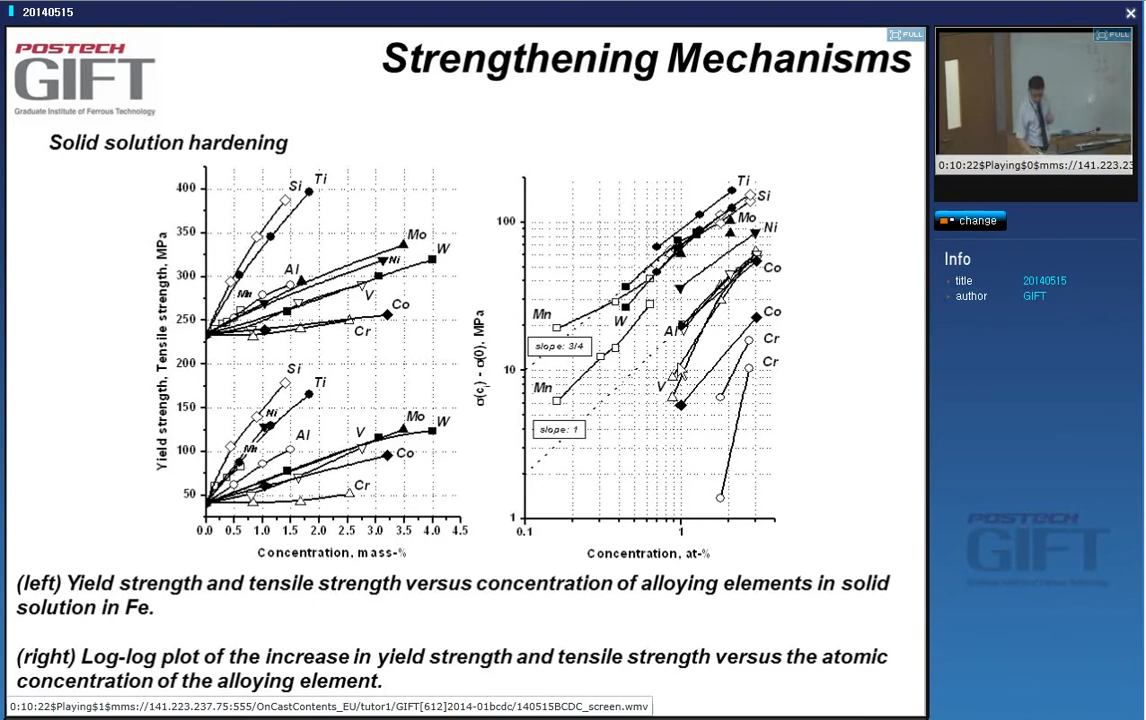 20140515
FULL
POSTECH
GIFT
Graduate Institute of Ferrous Technology
Strengthening Mechanisms
Solid solution hardening
Yield strength, Tensile strength, MPa
400
350
300
250
200
150
100
50
Si
Ti
Al
Mn
Mo
Ni
W
V
Co
Cr
Si
Ti
Ni
Mn
Al
V
Mo
W
Co
Cr
0.0 0.5 1.0 1.5 2.0 2.5 3.0 3.5 4.0 4.5
Concentration, mass-%
σ(ci) - σ(0), MPa
100
10
1
Ti
Si
Mo
Ni
Co
Co
Cr
Cr
Mn
W
Al
V
Mn
slope: 3/4
slope: 1
0.1 1
Concentration, at-%
(left) Yield strength and tensile strength versus concentration of alloying elements in solid
solution in Fe.
(right) Log-log plot of the increase in yield strength and tensile strength versus the atomic
concentration of the alloying element.
0:10:22$Playing$1$mms://141.223.237.75:555/OnCastContents_EU/tutor1/GIFT[612]2014-01bcdc/140515BCDC_screen.wmv
FULL
0:10:22$Playing$0$mms://141.223.23
change
Info
title 20140515
author GIFT
POSTECH
GIFT